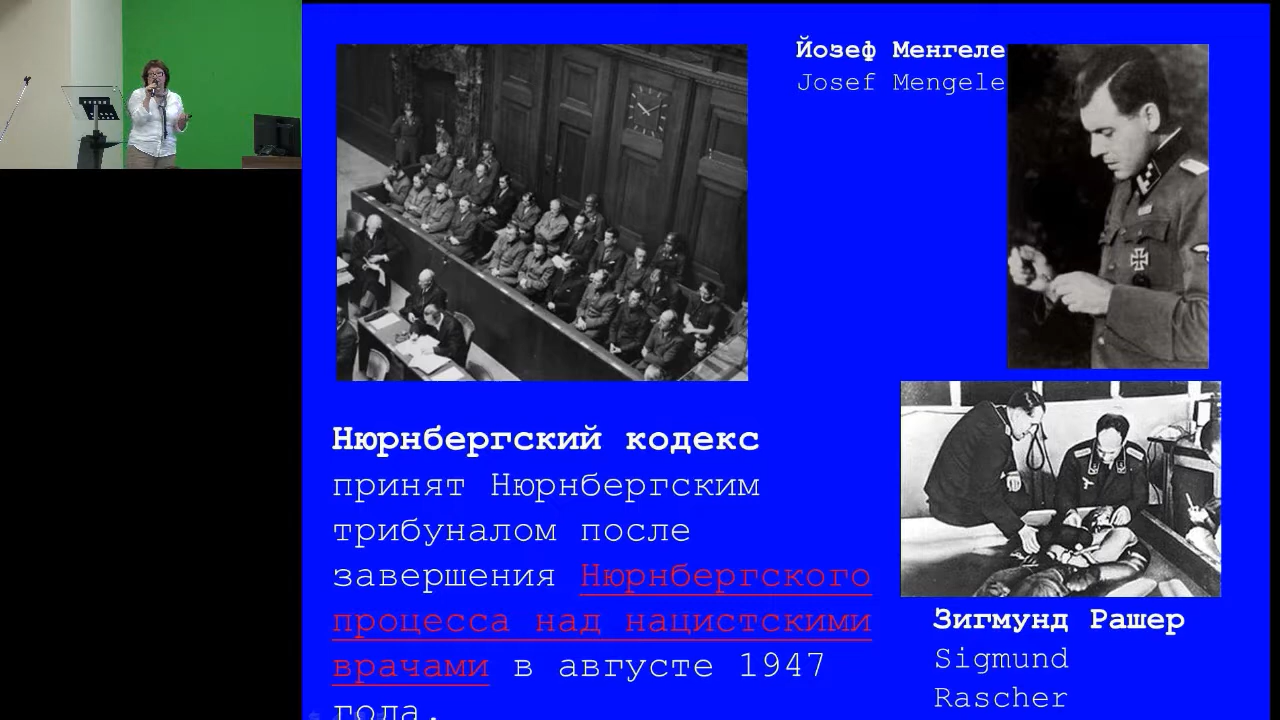 Йозеф Менгеле
Josef Mengele
Нюрнбергский кодекс
принят Нюрнбергским
трибуналом после
завершения Нюрнбергского
процесса над нацистскими
врачами в августе 1947
года.
Зигмунд Рашер
Sigmund
Rascher